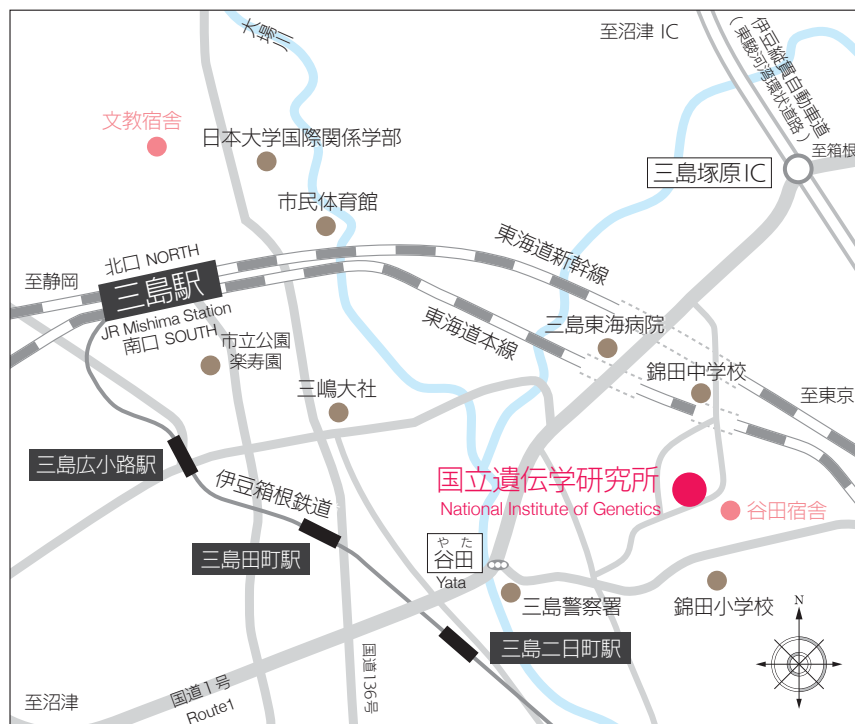 大場川
至沼津 IC
伊豆縦貫自動車道
(東駿河湾環状道路)
至箱根
文教宿舎
日本大学国際関係学部
三島塚原IC
市民体育館
北口 NORTH
至静岡
三島駅
JR Mishima Station
南口 SOUTH
東海道新幹線
東海道本線
三島東海病院
市立公園
楽寿園
錦田中学校
三嶋大社
至東京
三島広小路駅
伊豆箱根鉄道
国立遺伝学研究所
National Institute of Genetics
谷田宿舎
三島田町駅
やた
谷田
Yata
三島警察署
錦田小学校
N
三島二日町駅
国道136号
至沼津
国道1号
Route1